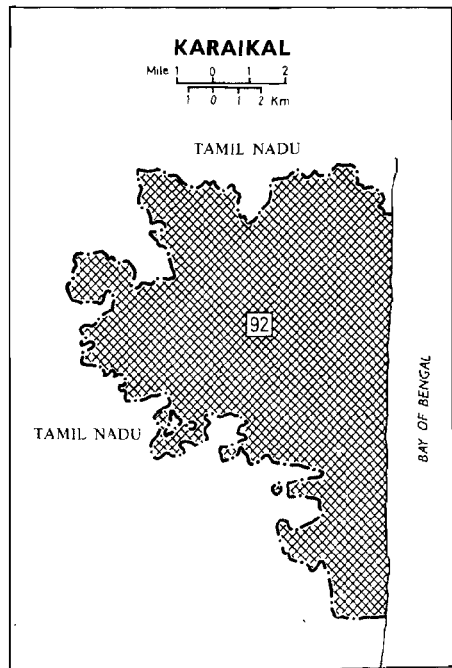 KARAIKAL
Mile 1 0 1 2
1 0 1 2 Km
TAMIL NADU
92
BAY OF BENGAL
TAMIL NADU